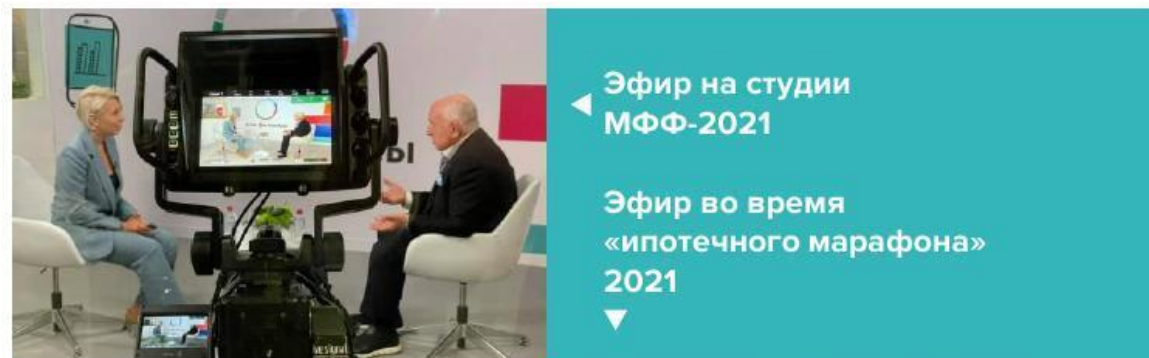 Эфир на студии
МФФ-2021
Эфир во время
«ипотечного марафона»
2021